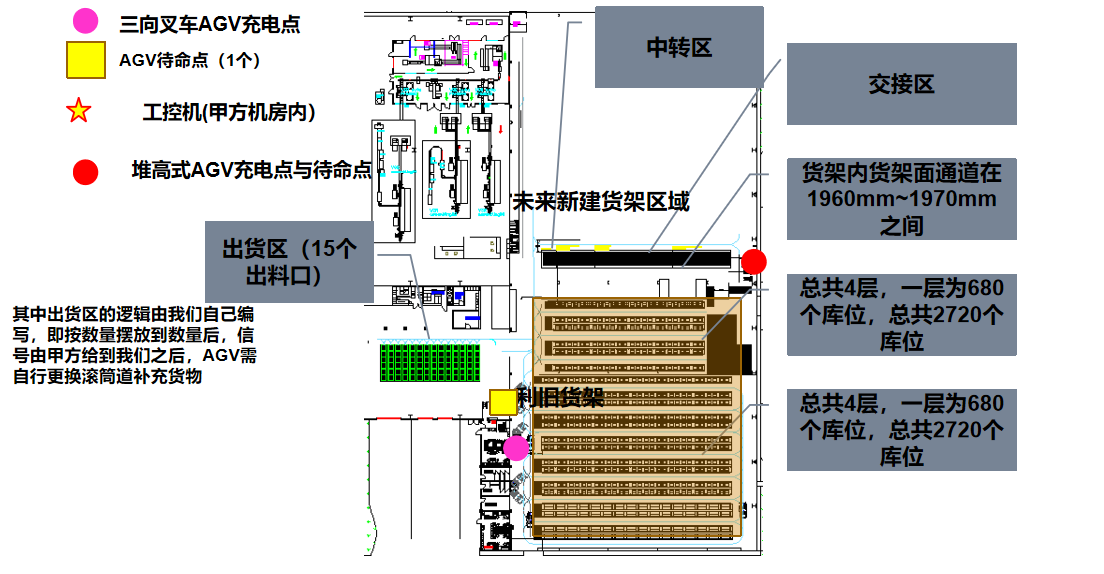 三向叉车AGV充电点
AGV待命点（1个）
工控机(甲方机房内）
堆高式AGV充电点与待命点
中转区
交接区
货架内货架面通道在
1960mm~1970mm
之间
未来新建货架区域
出货区（15个
出料口）
总共4层，一层为680
个库位，总共2720个
库位
其中出货区的逻辑由我们自己编
写，即按数量摆放到数量后，信
号由甲方给到我们之后，AGV需
自行更换滚筒道补充货物
利旧货架
总共4层，一层为680
个库位，总共2720个
库位